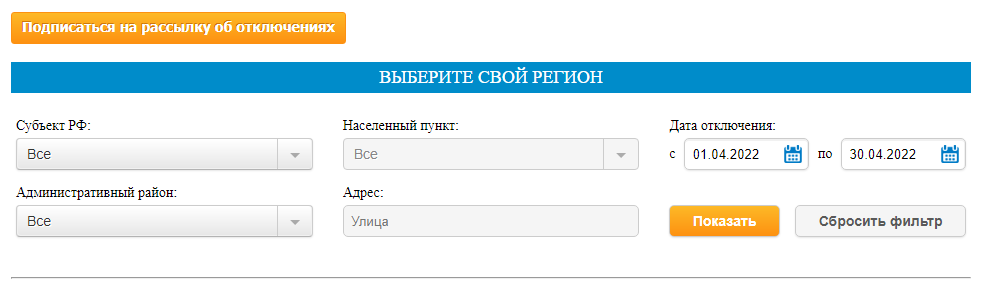 Подписаться на рассылку об отключениях
ВЫБЕРИТЕ СВОЙ РЕГИОН
Субъект РФ: Населенный пункт: Дата отключения:
Все Все с 01.04.2022 по 30.04.2022
Административный район: Адрес:
Все Улица Показать Сбросить фильтр